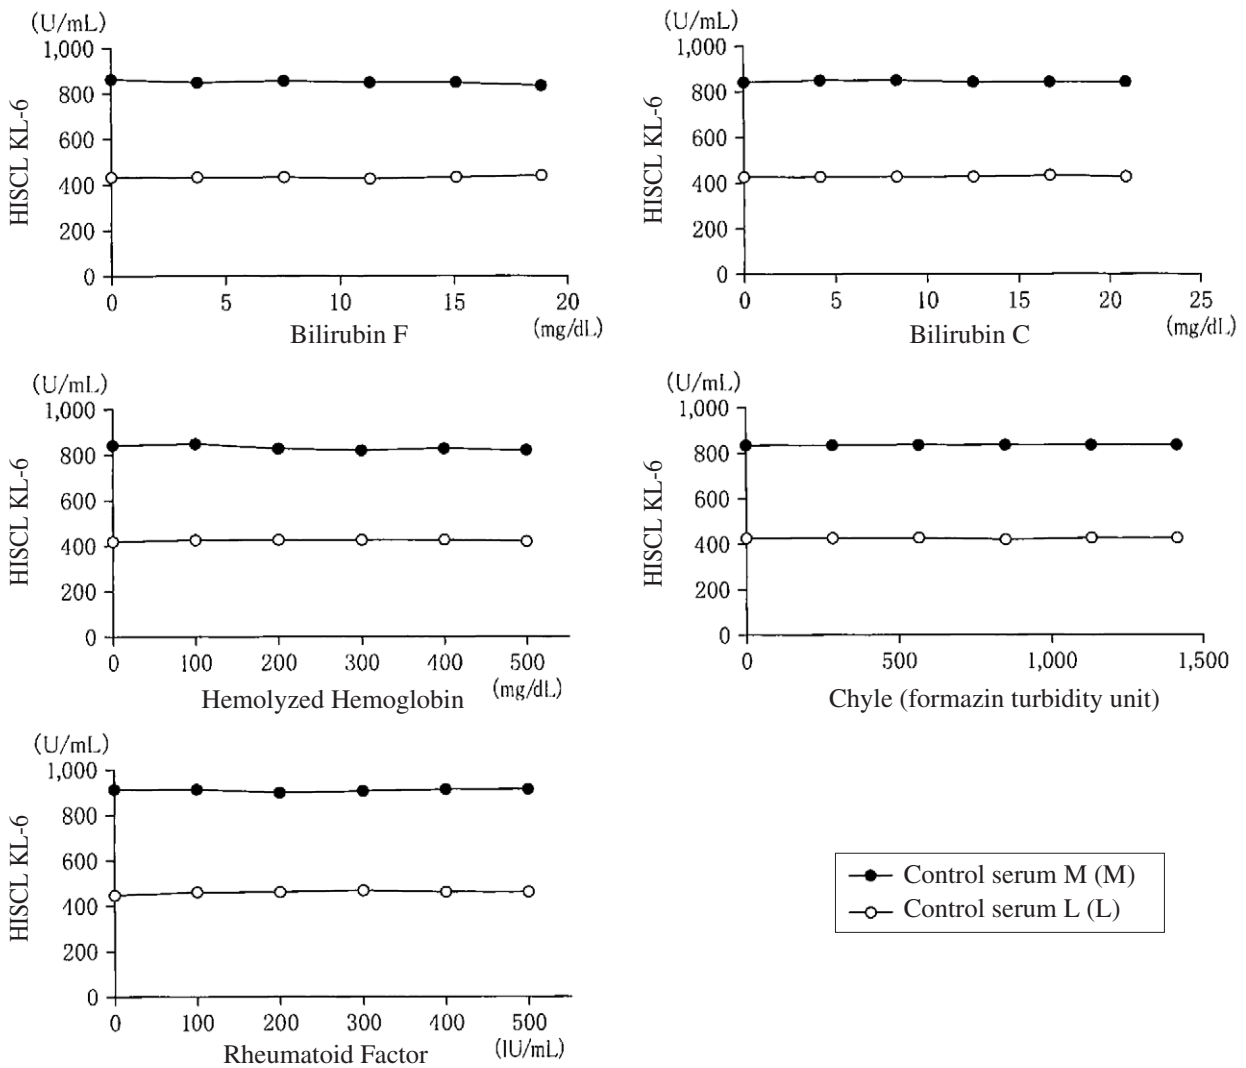 (U/mL)
1,000
800
600
400
200
0
HISCL KL-6
0 5 10 15 20
Bilirubin F (mg/dL)
(U/mL)
1,000
800
600
400
200
0
HISCL KL-6
0 5 10 15 20 25
Bilirubin C (mg/dL)
(U/mL)
1,000
800
600
400
200
0
HISCL KL-6
0 100 200 300 400 500
Hemolyzed Hemoglobin (mg/dL)
(U/mL)
1,000
800
600
400
200
0
HISCL KL-6
0 500 1,000 1,500
Chyle (formazin turbidity unit)
(U/mL)
1,000
800
600
400
200
0
HISCL KL-6
0 100 200 300 400 500
Rheumatoid Factor (IU/mL)
Control serum M (M)
Control serum L (L)